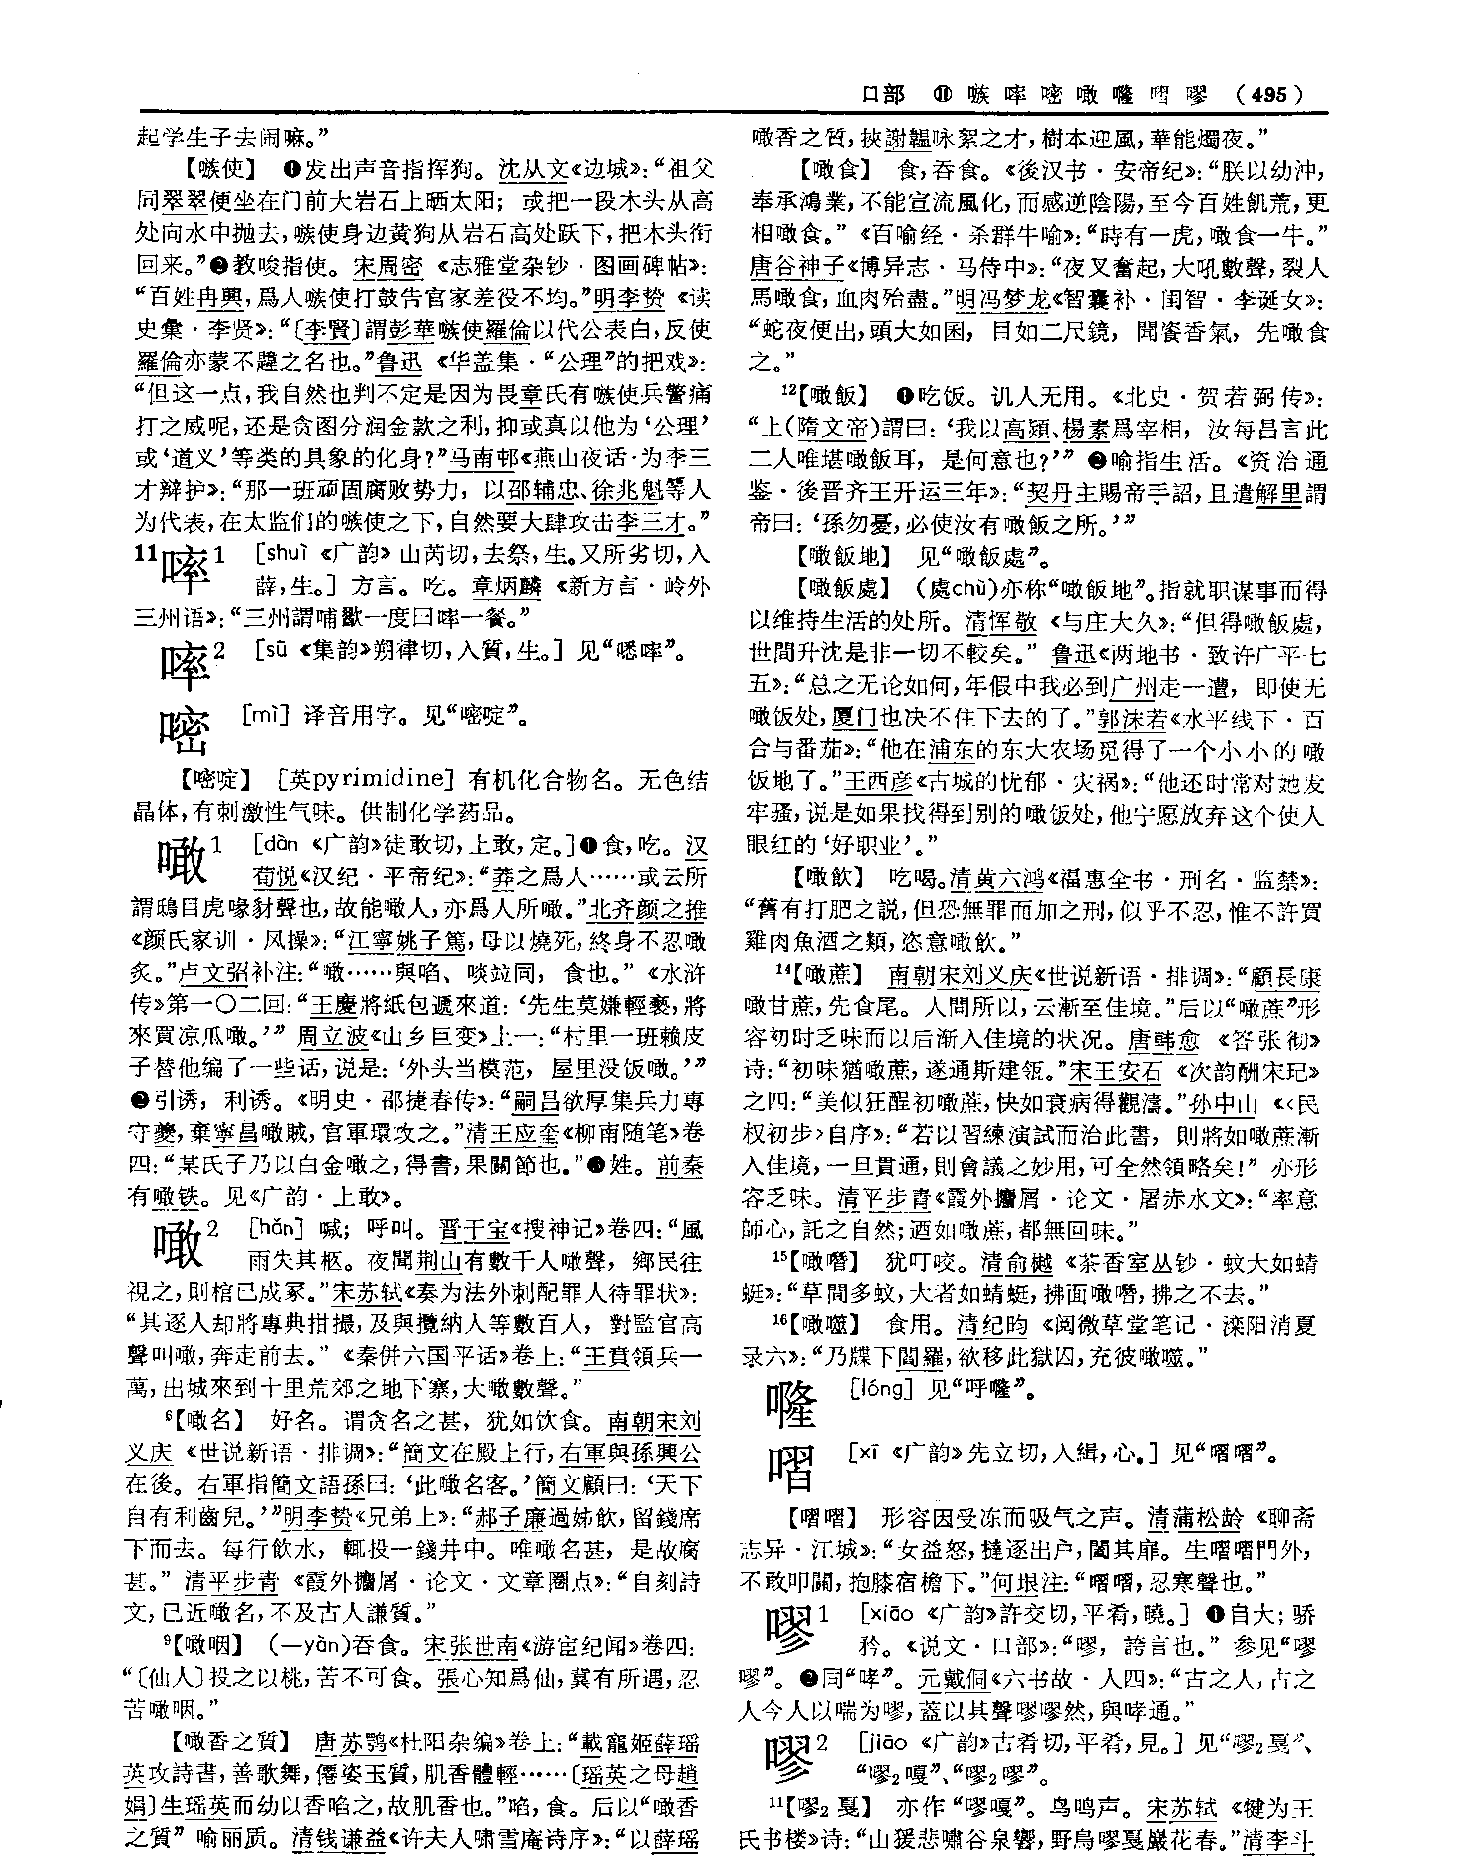 口部 ⑪ 嗾 㖀 嘧 噉 㘾 嘈 嘐 (495)
起学生子去闹嘛。”
【嗾使】 ❶发出声音指挥狗。沈从文《边城》:“祖父
同翠翠便坐在门前大岩石上晒太阳; 或把一段木头从高
处向水中抛去,嗾使身边黄狗从岩石高处跃下,把木头衔
回来。”❷教唆指使。宋周密《志雅堂杂钞·图画碑帖》:
“百姓冉興,爲人嗾使打鼓告官家差役不均。”明李贽《读
史彙·李贤》:“〔李賢〕謂彭華嗾使羅倫以代公表白,反使
羅倫亦蒙不韙之名也。”鲁迅《华盖集·“公理”的把戏》:
“但这一点,我自然也判不定是因为畏章氏有嗾使兵警痛
打之威呢,还是贪图分润金款之利,抑或真以他为‘公理’
或‘道义’等类的具象的化身?”马南邨《燕山夜话·为李三
才辩护》:“那一班顽固腐败势力, 以邵辅忠、徐兆魁等人
为代表,在太监们的嗾使之下,自然要大肆攻击李三才。”
11 1 [shuì《广韵》山芮切,去祭,生。又所劣切,入
薛,生。] 方言。吃。章炳麟《新方言·岭外
三州语》:“三州謂哺歠一度曰啐一餐。”
2 [sū《集韵》朔律切,入質,生。] 见“嘁”。
嘧 [mì] 译音用字。见“嘧啶”。
【嘧啶】 [英pyrimidine] 有机化合物名。无色结
晶体,有刺激性气味。供制化学药品。
噉1 [dàn《广韵》徒敢切,上敢,定。]❶食,吃。汉
荀悦《汉纪·平帝纪》:“莽之爲人……或云所
謂鴟目虎喙豺聲也,故能噉人,亦爲人所噉。”北齐颜之推
《颜氏家训·风操》:“江寧姚子篤,母以燒死,終身不忍噉
炙。”卢文弨补注:“噉……與啗、啖竝同, 食也。”《水浒
传》第一〇二回:“王慶將紙包遞來道:‘先生莫嫌輕褻,將
來買凉瓜噉。’” 周立波《山乡巨变》上一:“村里一班赖皮
子替他编了一些话,说是:‘外头当模范, 屋里没饭噉。’”
❷引诱, 利诱。《明史·邵捷春传》:“嗣昌欲厚集兵力專
守夔,棄寧昌噉賊,官軍環攻之。”清王应奎《柳南随笔》卷
四:“某氏子乃以白金噉之,得書,果關節也。”❸姓。前秦
有噉铁。见《广韵·上敢》。
噉2 [hǎn] 喊; 呼叫。晋干宝《搜神记》卷四:“風
雨失其柩。夜聞荆山有數千人噉聲, 鄉民往
視之,則棺已成冢。”宋苏轼《奏为法外刺配罪人待罪状》:
“其逐人却將專典拑撮,及與攬納人等數百人, 對監官高
聲叫噉,奔走前去。”《秦併六国平话》卷上:“王賁領兵一
萬,出城來到十里荒郊之地下寨,大噉數聲。”
6【噉名】 好名。谓贪名之甚, 犹如饮食。南朝宋刘
义庆《世说新语·排调》:“簡文在殿上行,右軍與孫興公
在後。右軍指簡文語孫曰:‘此噉名客。’簡文顧曰:‘天下
自有利齒兒。’”明李贽《兄弟上》:“郝子廉過姊飲,留錢席
下而去。每行飲水, 輒投一錢井中。唯噉名甚, 是故腐
甚。” 清平步青《霞外攟屑·论文·文章圈点》:“自刻詩
文,已近噉名,不及古人謙質。”
9【噉咽】 (—yàn)吞食。宋张世南《游宦纪闻》卷四:
“〔仙人〕投之以桃,苦不可食。張心知爲仙,冀有所遇,忍
苦噉咽。”
【噉香之質】 唐苏鹗《杜阳杂编》卷上:“載寵姬薛瑶
英攻詩書,善歌舞,僊姿玉質,肌香體輕……〔瑶英之母趙
娟〕生瑶英而幼以香啗之,故肌香也。”啗,食。后以“噉香
之質” 喻丽质。清钱谦益《许夫人啸雪庵诗序》:“以薛瑶
噉香之質,挾謝韞咏絮之才,樹本迎風,華能燭夜。”
【噉食】 食,吞食。《後汉书·安帝纪》:“朕以幼沖,
奉承鴻業,不能宣流風化,而感逆陰陽,至令百姓飢荒,更
相噉食。”《百喻经·杀群牛喻》:“時有一虎,噉食一牛。”
唐谷神子《博异志·马侍中》:“夜叉奮起,大吼數聲,裂人
馬噉食,血肉殆盡。”明冯梦龙《智囊补·闺智·李诞女》:
“蛇夜便出,頭大如囷, 目如二尺鏡, 聞餈香氣, 先噉食
之。”
12【噉飯】 ❶吃饭。讥人无用。《北史·贺若弼传》:
“上(隋文帝)謂曰:‘我以高熲、楊素爲宰相, 汝每昌言此
二人唯堪噉飯耳, 是何意也?’” ❷喻指生活。《资治通
鉴·後晋齐王开运三年》:“契丹主賜帝手詔,且遣解里謂
帝曰:‘孫勿憂,必使汝有噉飯之所。’”
【噉飯地】 见“噉飯處”。
【噉飯處】 (處chù)亦称“噉飯地”。指就职谋事而得
以维持生活的处所。清恽敬《与庄大久》:“但得噉飯處,
世間升沈是非一切不較矣。” 鲁迅《两地书·致许广平七
五》:“总之无论如何,年假中我必到广州走一遭, 即使无
噉饭处,厦门也决不住下去的了。”郭沫若《水平线下·百
合与番茄》:“他在浦东的东大农场觅得了一个小小的噉
饭地了。”王西彦《古城的忧郁·灾祸》:“他还时常对她发
牢骚,说是如果找得到别的噉饭处,他宁愿放弃这个使人
眼红的‘好职业’。”
【噉飲】 吃喝。清黄六鸿《福惠全书·刑名·监禁》:
“舊有打肥之說,但恐無罪而加之刑,似乎不忍,惟不許買
雞肉魚酒之類,恣意噉飲。”
14【噉蔗】 南朝宋刘义庆《世说新语·排调》:“顧長康
噉甘蔗,先食尾。人問所以,云漸至佳境。”后以“噉蔗”形
容初时乏味而以后渐入佳境的状况。唐韩愈《答张彻》
诗:“初味猶噉蔗,遂通斯建瓴。”宋王安石《次韵酬宋玘》
之四:“美似狂酲初噉蔗,快如衰病得觀濤。”孙中山《〈民
权初步〉自序》:“若以習練演試而治此書, 則將如噉蔗漸
入佳境,一旦貫通,則會議之妙用,可全然領略矣!” 亦形
容乏味。清平步青《霞外攟屑·论文·屠赤水文》:“率意
師心,託之自然;迺如噉蔗,都無回味。”
15【噉噆】 犹叮咬。清俞樾《茶香室丛钞·蚊大如蜻
蜓》:“草間多蚊,大者如蜻蜓,拂面噉噆,拂之不去。”
16【噉噬】 食用。清纪昀《阅微草堂笔记·滦阳消夏
录六》:“乃牒下閻羅,欲移此獄囚,充彼噉噬。”
[lóng] 见“呼”。
嘈 [xī《广韵》先立切,入緝,心。] 见“嘈嘈”。
形容因受冻而吸气之声。清蒲松龄《聊斋
志异·江城》:“女益怒,撻逐出户,闔其扉。生門外,
不敢叩關,抱膝宿檐下。”何垠注:“忍寒聲也。”
嘐1 [xiāo《广韵》許交切,平肴,曉。] ❶自大; 骄
矜。《说文·口部》:“嘐, 誇言也。” 参见“嘐
嘐”。❷同“哮”。元戴侗《六书故·人四》:“古之人,古之
人今人以喘为嘐,蓋以其聲嘐嘐然,與哮通。”
嘐2 [jiāo《广韵》古肴切,平肴,見。] 见“嘐2戛”、
“嘐2嘎”、“嘐2嘐”。
11【嘐2戛】 亦作“嘐嘎”。鸟鸣声。宋苏轼《犍为王
氏书楼》诗:“山猨悲嘯谷泉響,野鳥嘐戛巖花春。”清李斗